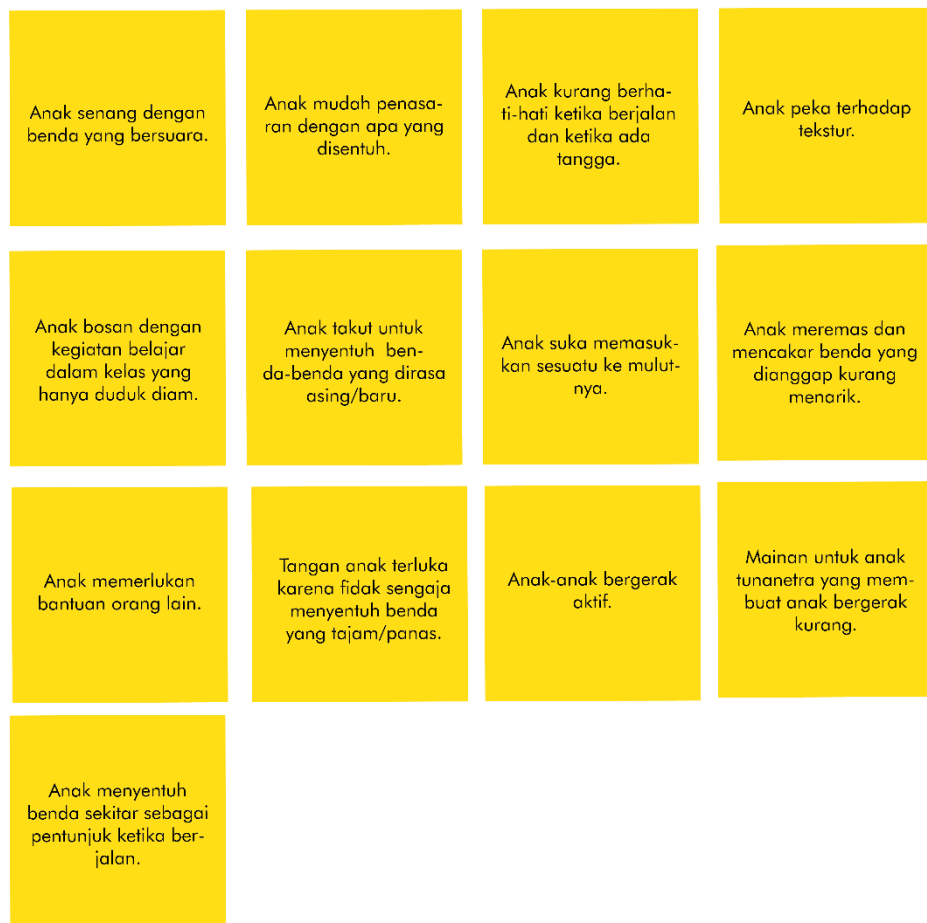 Anak senang dengan
benda yang bersuara.
Anak mudah penasa-
ran dengan apa yang
disentuh.
Anak kurang berha-
ti-hati ketika berjalan
dan ketika ada
tangga.
Anak peka terhadap
tekstur.
Anak bosan dengan
kegiatan belajar
dalam kelas yang
hanya duduk diam.
Anak takut untuk
menyentuh ben-
da-benda yang dirasa
asing/baru.
Anak suka memasuk-
kan sesuatu ke mulut-
nya.
Anak meremas dan
mencakar benda yang
dianggap kurang
menarik.
Anak memerlukan
bantuan orang lain.
Tangan anak terluka
karena fidak sengaja
menyentuh benda
yang tajam/panas.
Anak-anak bergerak
aktif.
Mainan untuk anak
tunanetra yang mem-
buat anak bergerak
kurang.
Anak menyentuh
benda sekitar sebagai
pentunjuk ketika ber-
jalan.